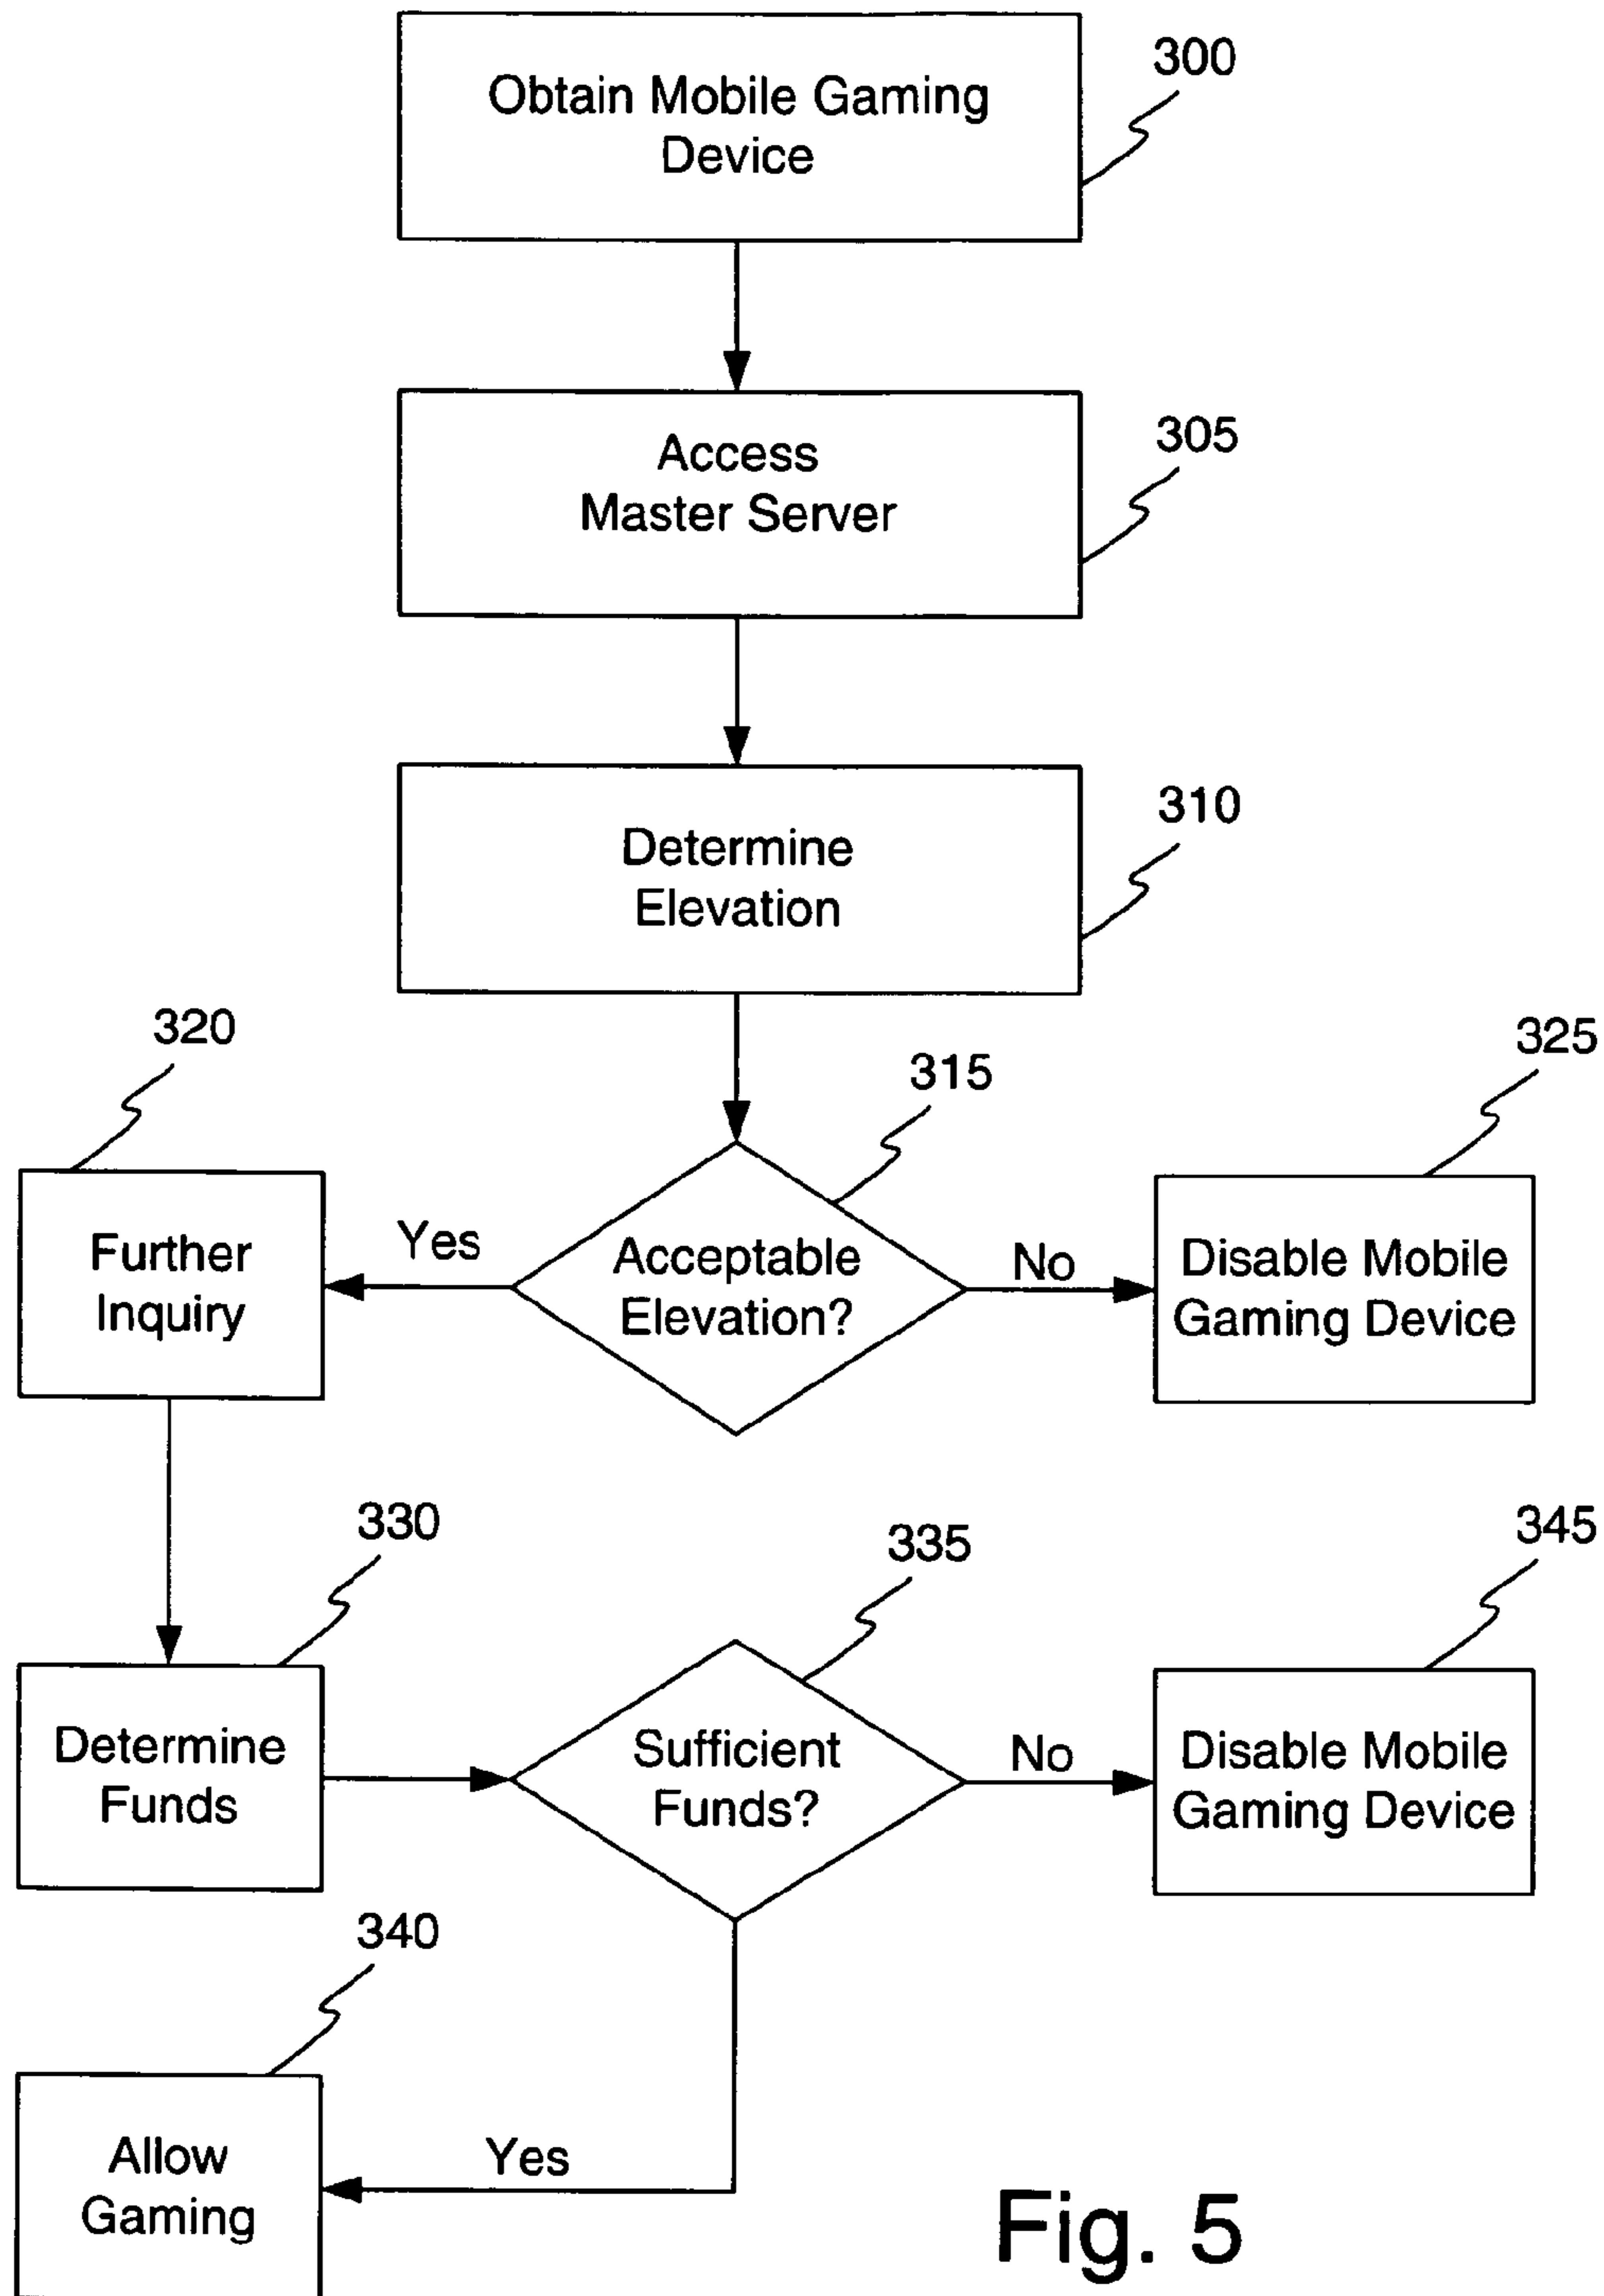 300
Obtain Mobile Gaming
Device
305
Access
Master Server
310
Determine
Elevation
320
315
325
Further
Inquiry
Yes
Acceptable
Elevation?
No
Disable Mobile
Gaming Device
330
335
345
Determine
Funds
Sufficient
Funds?
No
Disable Mobile
Gaming Device
340
Allow
Gaming
Yes
Fig. 5